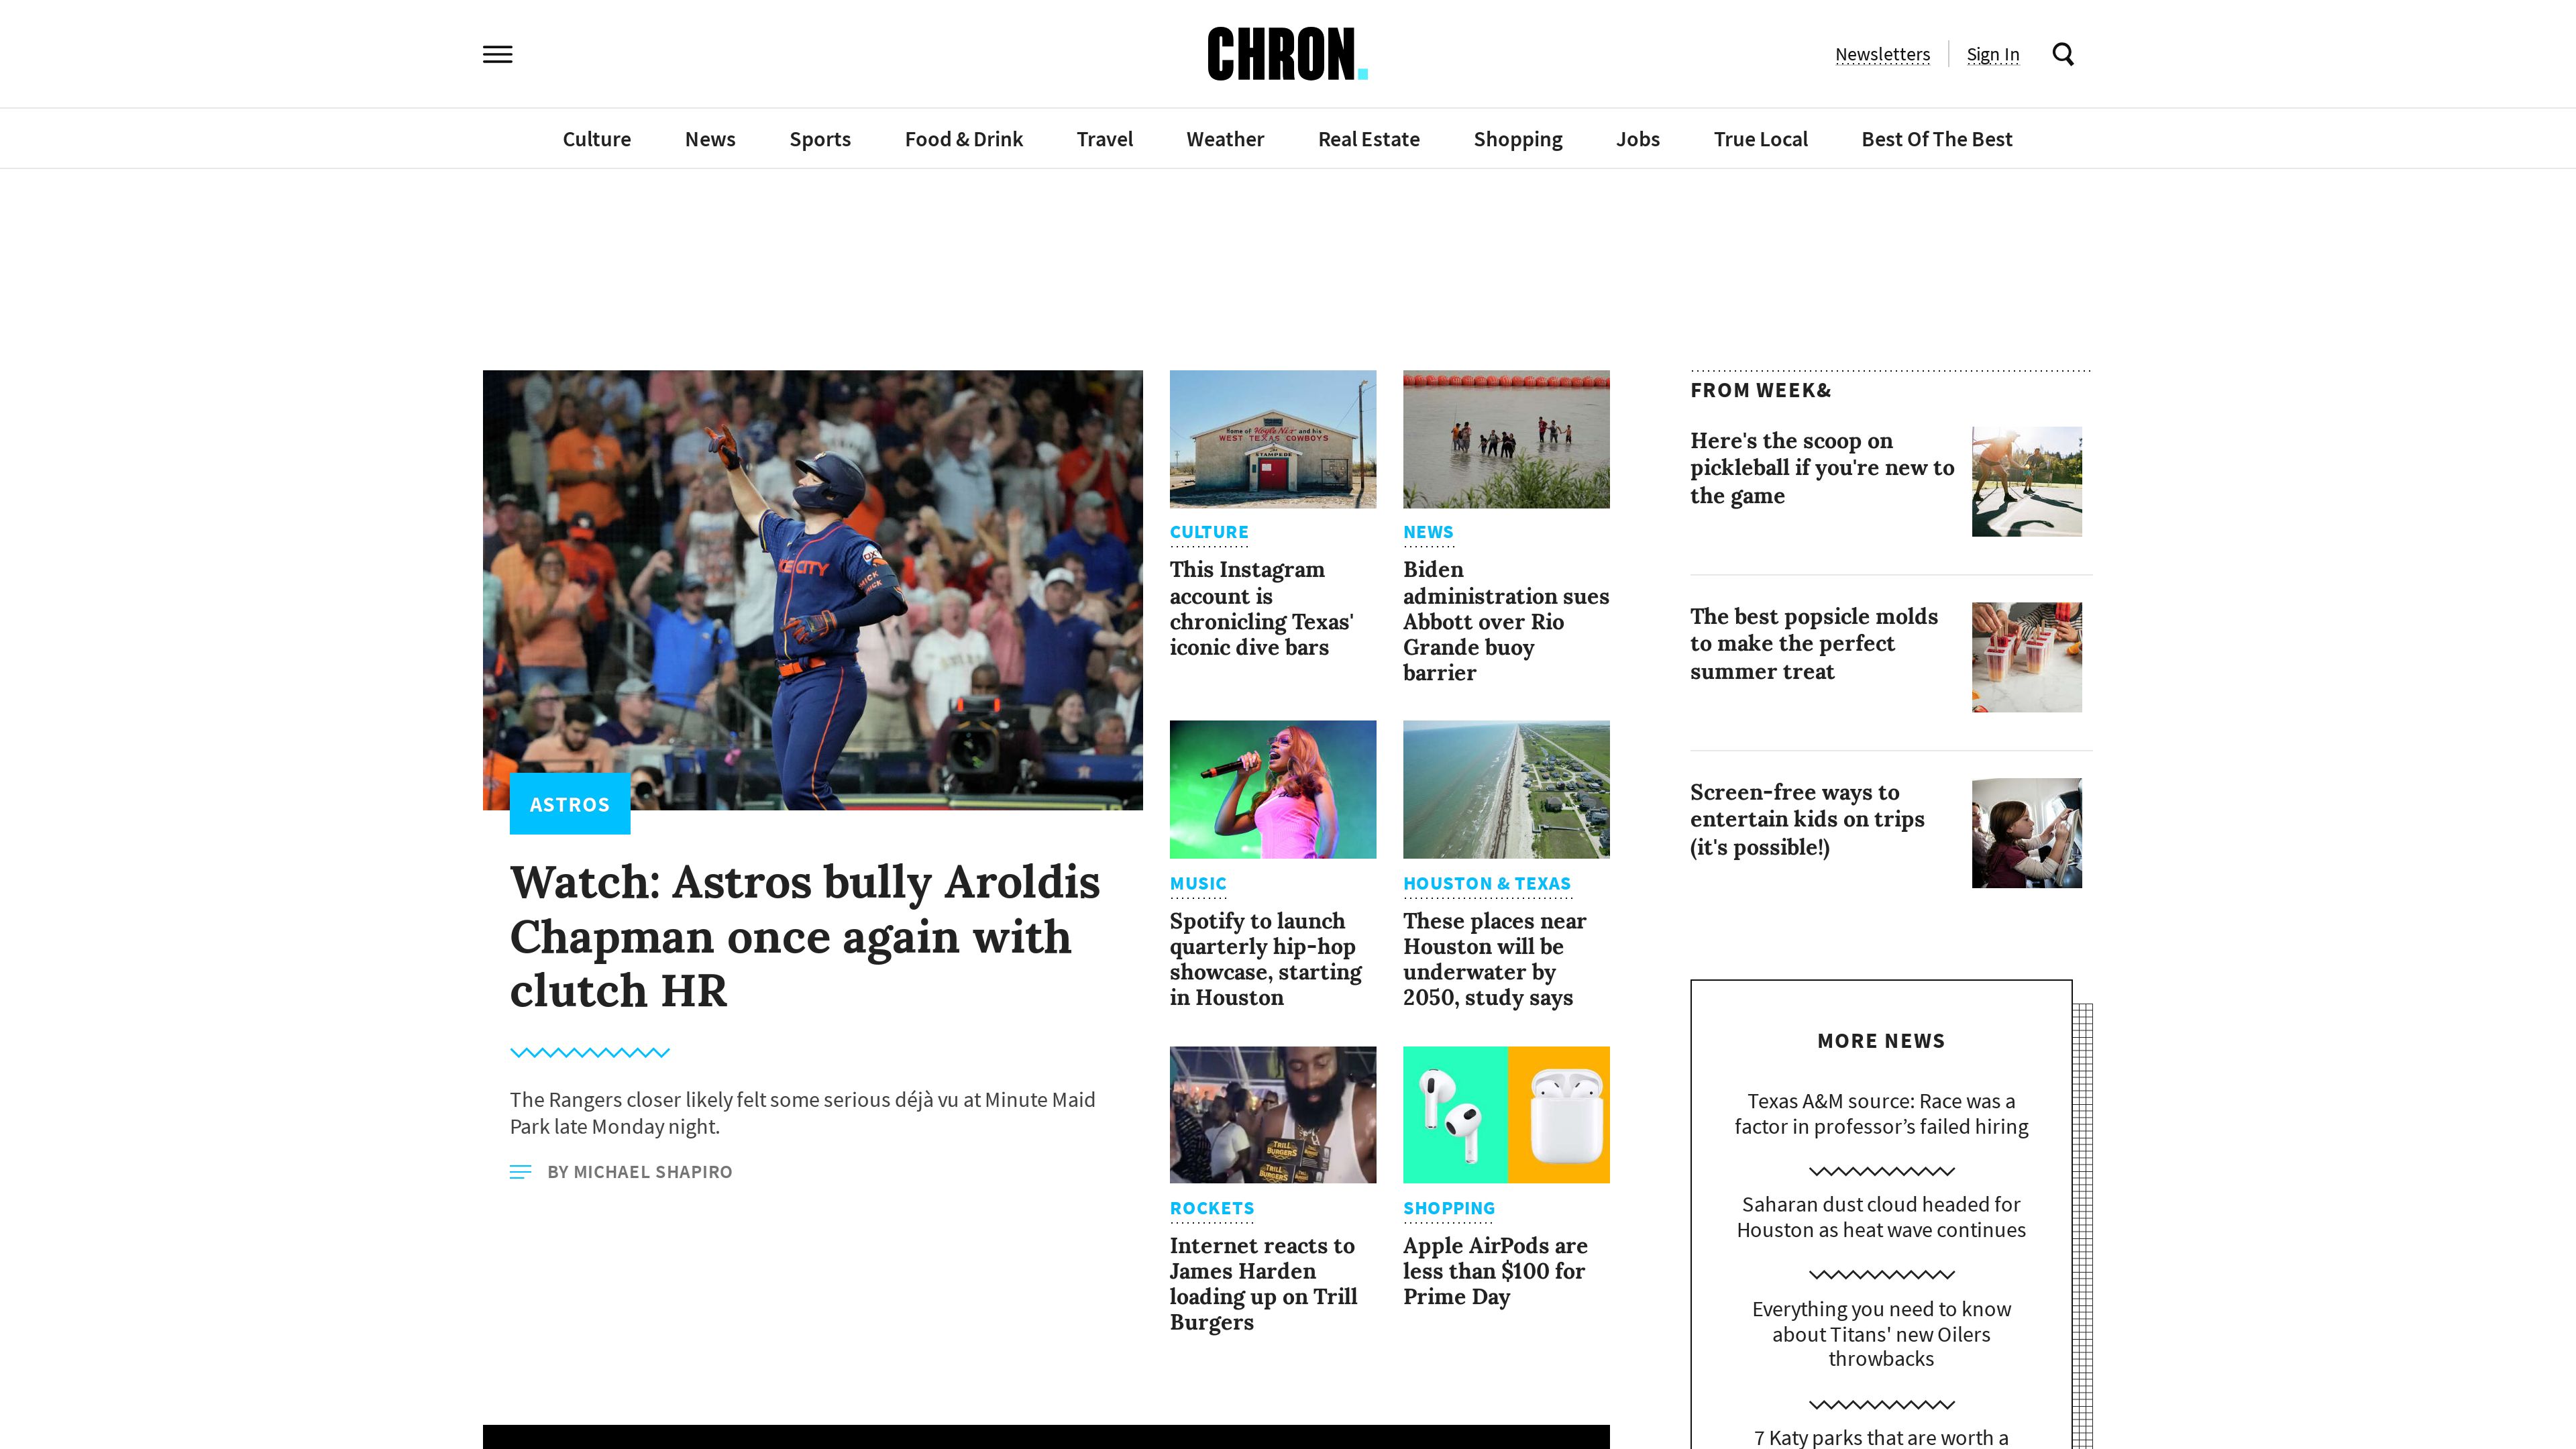 CHRON.
Newsletters
Sign In
Culture
News
Sports
Food & Drink
Travel
Weather
Real Estate
Shopping
Jobs
True Local
Best Of The Best
ASTROS
Watch: Astros bully Aroldis
Chapman once again with
clutch HR
The Rangers closer likely felt some serious déjà vu at Minute Maid
Park late Monday night.
BY MICHAEL SHAPIRO
Home of Hoyle Nix and his
WEST TEXAS COWBOYS
STAMPEDE
CULTURE
This Instagram
account is
chronicling Texas'
iconic dive bars
NEWS
Biden
administration sues
Abbott over Rio
Grande buoy
barrier
MUSIC
Spotify to launch
quarterly hip-hop
showcase, starting
in Houston
HOUSTON & TEXAS
These places near
Houston will be
underwater by
2050, study says
TRILL
BURGERS
TRILL
BURGERS
ROCKETS
Internet reacts to
James Harden
loading up on Trill
Burgers
SHOPPING
Apple AirPods are
less than $100 for
Prime Day
FROM WEEK&
Here's the scoop on
pickleball if you're new to
the game
The best popsicle molds
to make the perfect
summer treat
Screen-free ways to
entertain kids on trips
(it's possible!)
MORE NEWS
Texas A&M source: Race was a
factor in professor’s failed hiring
Saharan dust cloud headed for
Houston as heat wave continues
Everything you need to know
about Titans' new Oilers
throwbacks
7 Katy parks that are worth a